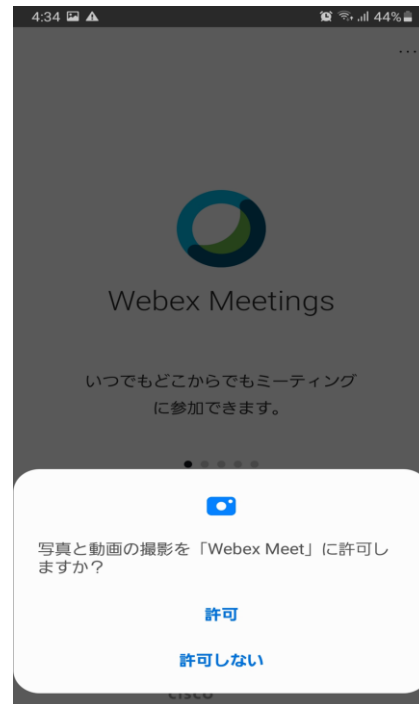 4:34 44%
Webex Meetings
いつでもどこからでもミーティング
に参加できます。
写真と動画の撮影を「Webex Meet」に許可し
ますか？
許可
許可しない
cisco